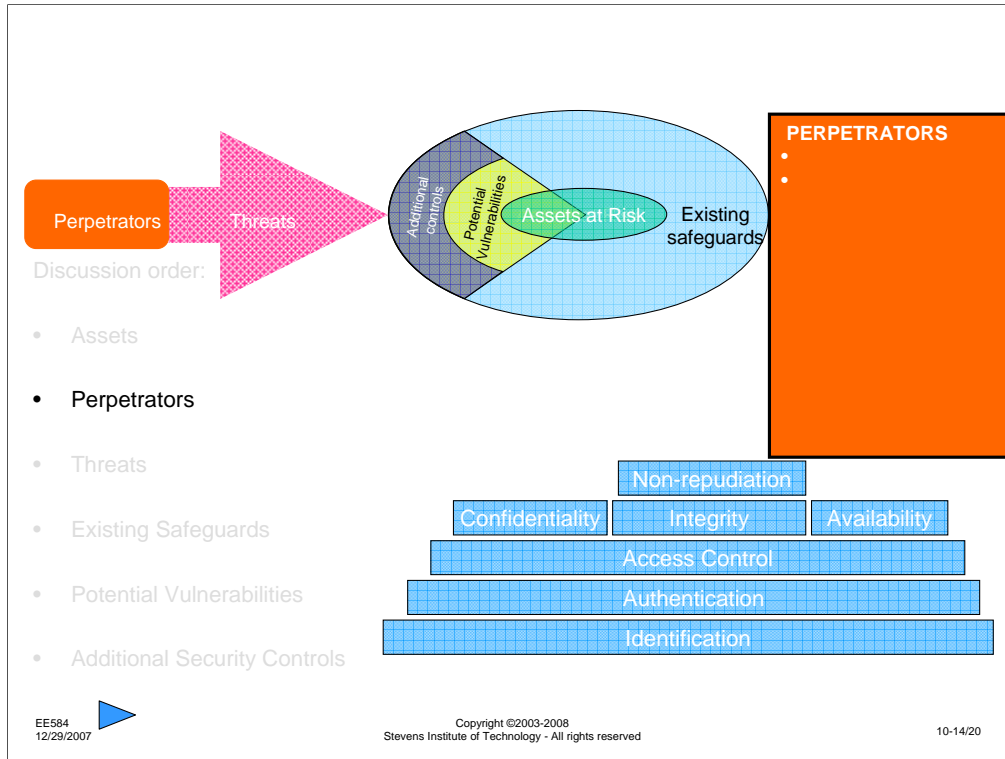 Perpetrators
Threats
Additional
controls
Potential
Vulnerabilities
Assets at Risk
Existing
safeguards
PERPETRATORS
•
•
Discussion order:
• Assets
• Perpetrators
• Threats
• Existing Safeguards
• Potential Vulnerabilities
• Additional Security Controls
Non-repudiation
Confidentiality
Integrity
Availability
Access Control
Authentication
Identification
EE584
12/29/2007
Copyright ©2003-2008
Stevens Institute of Technology - All rights reserved
10-14/20